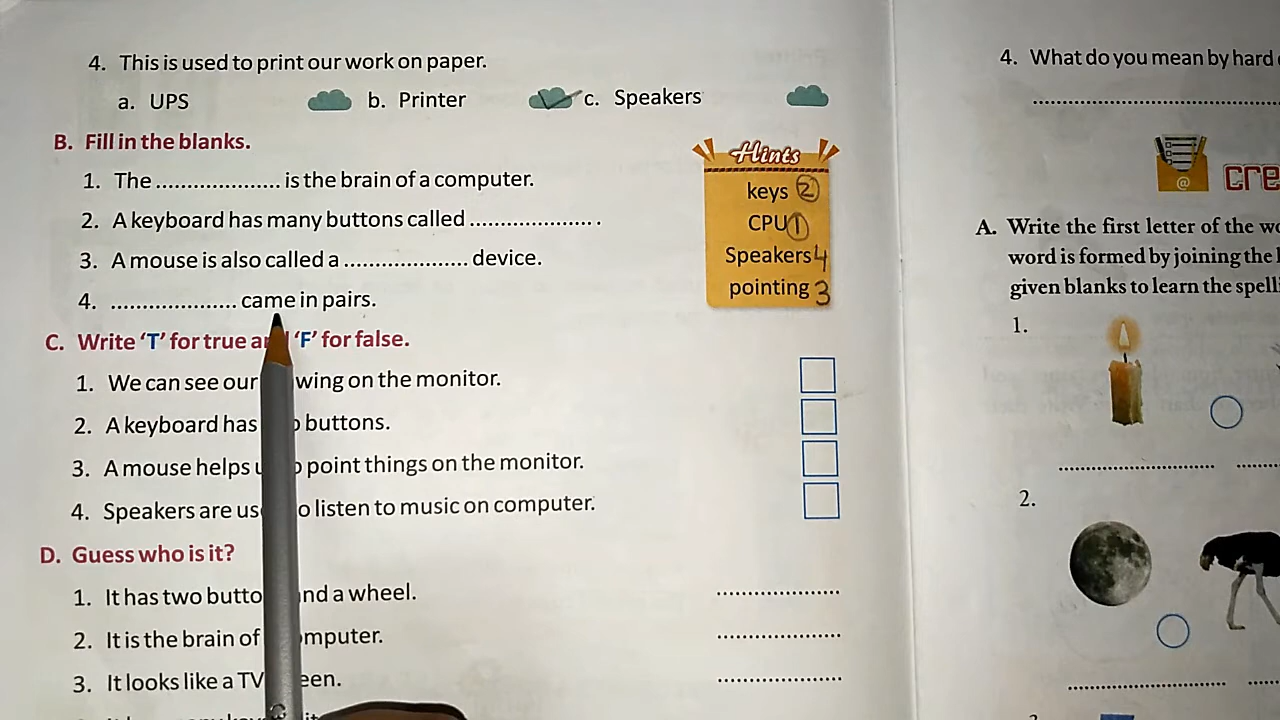 4. This is used to print our work on paper.
a. UPS b. Printer c. Speakers
B. Fill in the blanks.
1. The .................... is the brain of a computer.
2. A keyboard has many buttons called .................... .
3. A mouse is also called a .................... device.
4. .................... came in pairs.
Hints
keys 2
CPU 1
Speakers 4
pointing 3
C. Write ‘T’ for true ‘F’ for false.
1. We can see our wing on the monitor.
2. A keyboard has buttons.
3. A mouse helps point things on the monitor.
4. Speakers are us o listen to music on computer.
D. Guess who is it?
1. It has two butto nd a wheel.
2. It is the brain of mputer.
3. It looks like a TV een.
4. What do you mean by hard
@ cre
A. Write the first letter of the wo
word is formed by joining the l
given blanks to learn the spelli
1.
2.